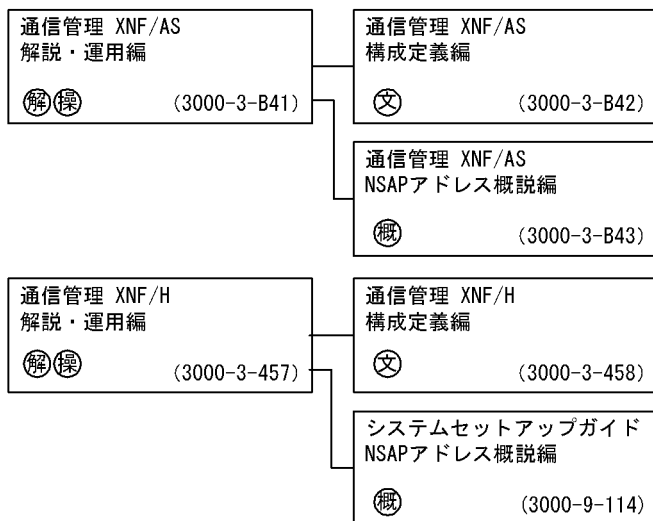 通信管理 XNF/AS
解説・運用編
解 操 (3000-3-B41)
通信管理 XNF/AS
構成定義編
文 (3000-3-B42)
通信管理 XNF/AS
NSAPアドレス概説編
概 (3000-3-B43)
通信管理 XNF/H
解説・運用編
解 操 (3000-3-457)
通信管理 XNF/H
構成定義編
文 (3000-3-458)
システムセットアップガイド
NSAPアドレス概説編
概 (3000-9-114)